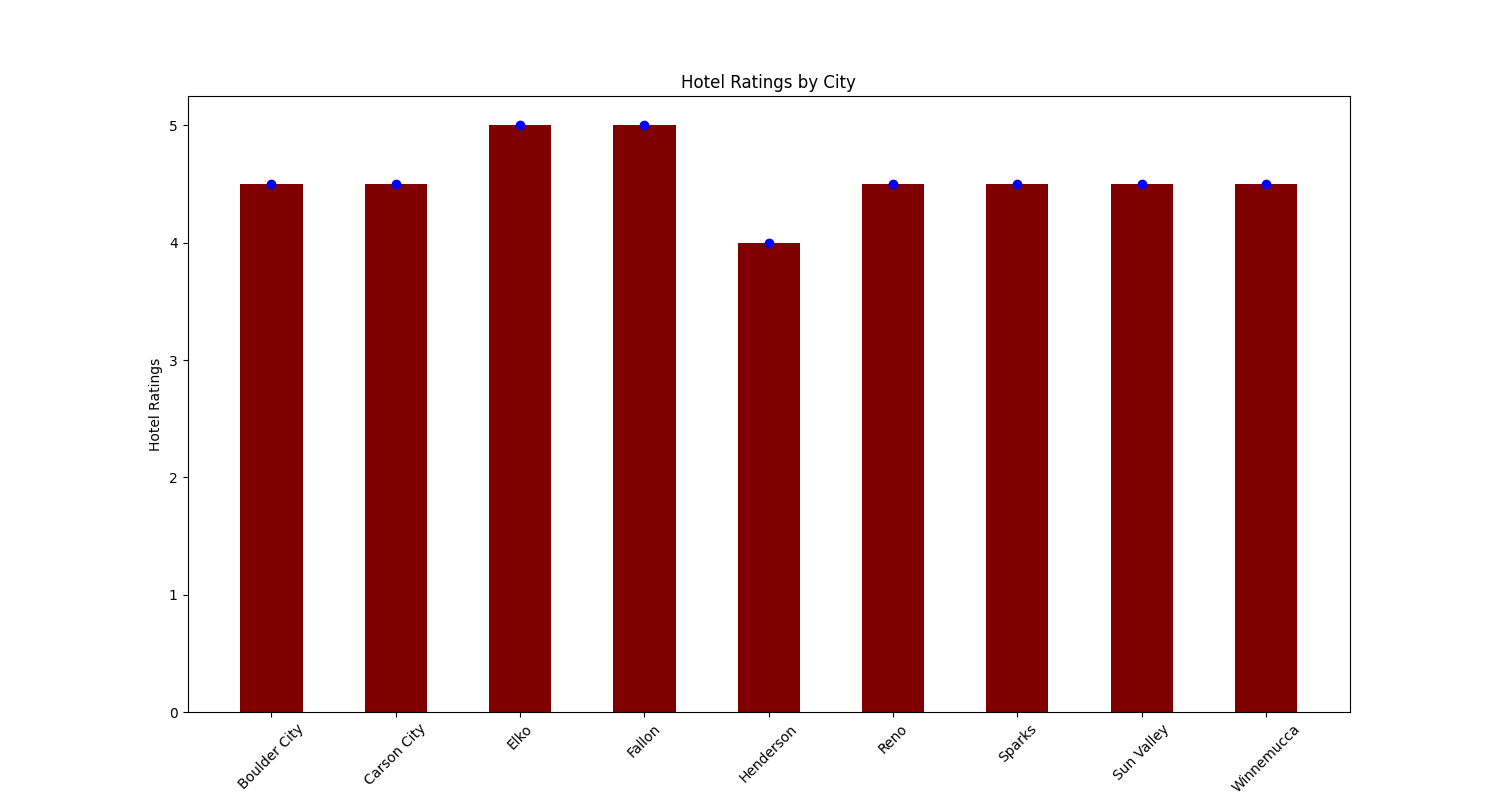 Hotel Ratings by City
Hotel Ratings
5
4
3
2
1
0
Boulder City
Carson City
Elko
Fallon
Henderson
Reno
Sparks
Sun Valley
Winnemucca